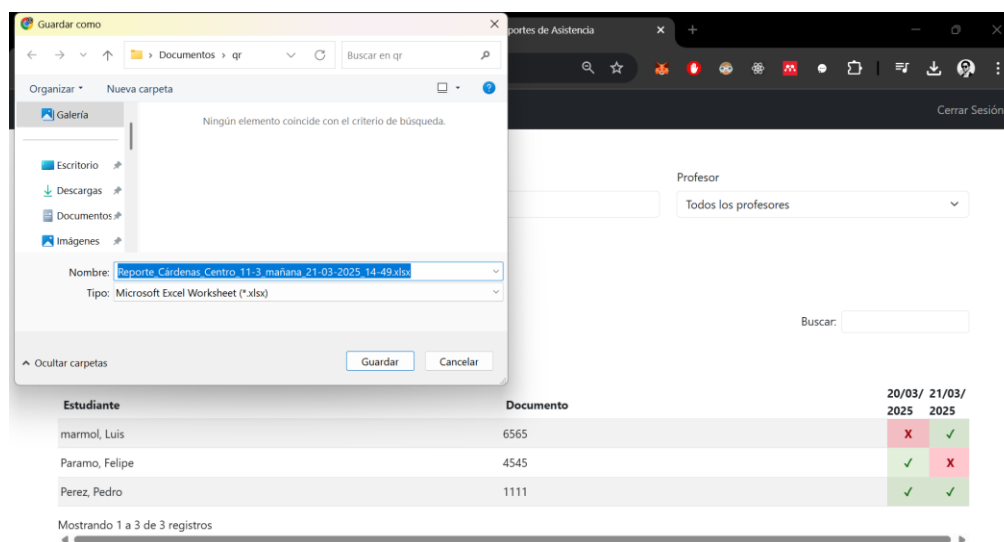 Guardar como
portes de Asistencia
Documentos
qr
Buscar en qr
Organizar
Nueva carpeta
Cerrar Sesión
Galería
Ningún elemento coincide con el criterio de búsqueda.
Escritorio
Descargas
Documentos
Imágenes
Profesor
Todos los profesores
Nombre: Reporte_Cárdenas_Centro_11-3_mañana_21-03-2025_14-49.xlsx
Tipo: Microsoft Excel Worksheet (*.xlsx)
Buscar:
Ocultar carpetas
Guardar
Cancelar
Estudiante Documento 20/03/2025 21/03/2025
marmol, Luis 6565 X ✓
Paramo, Felipe 4545 ✓ X
Perez, Pedro 1111 ✓ ✓
Mostrando 1 a 3 de 3 registros